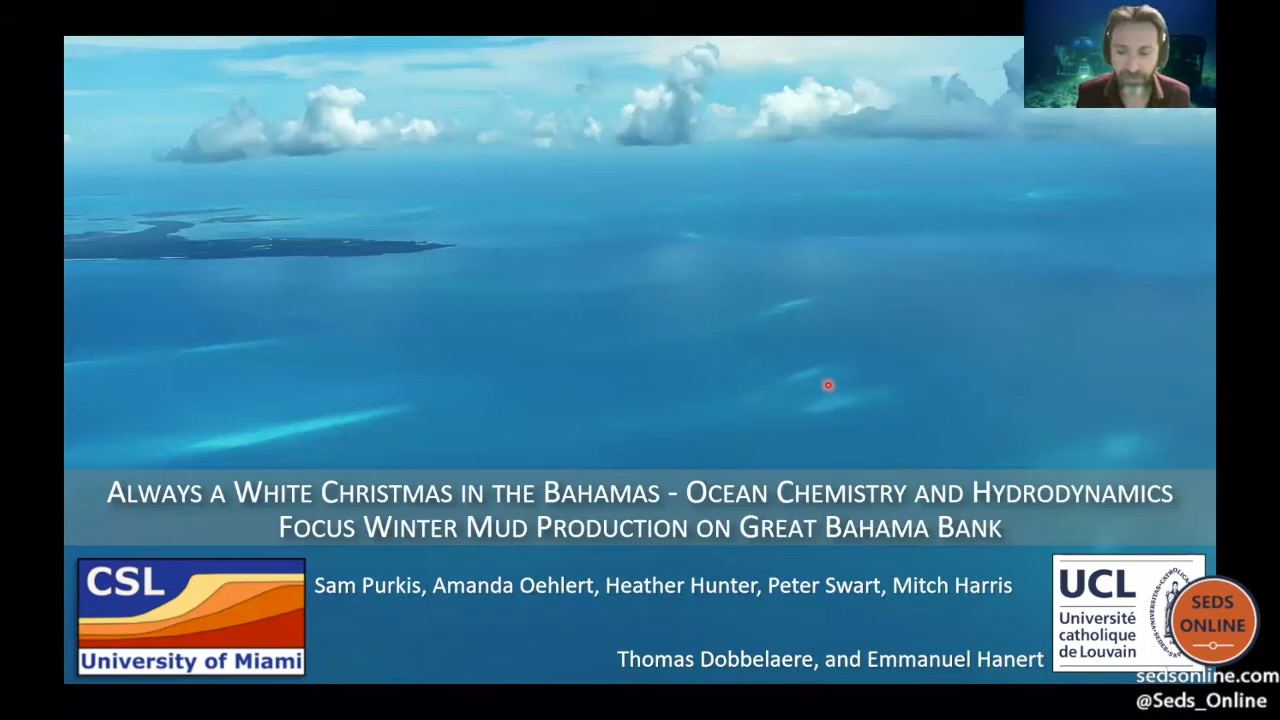 ALWAYS A WHITE CHRISTMAS IN THE BAHAMAS - OCEAN CHEMISTRY AND HYDRODYNAMICS
FOCUS WINTER MUD PRODUCTION ON GREAT BAHAMA BANK
CSL
University of Miami
Sam Purkis, Amanda Oehlert, Heather Hunter, Peter Swart, Mitch Harris
Thomas Dobbelaere, and Emmanuel Hanert
UCL
Université
catholique
de Louvain
SEDS
ONLINE
sedsonline.com
@Seds_Online